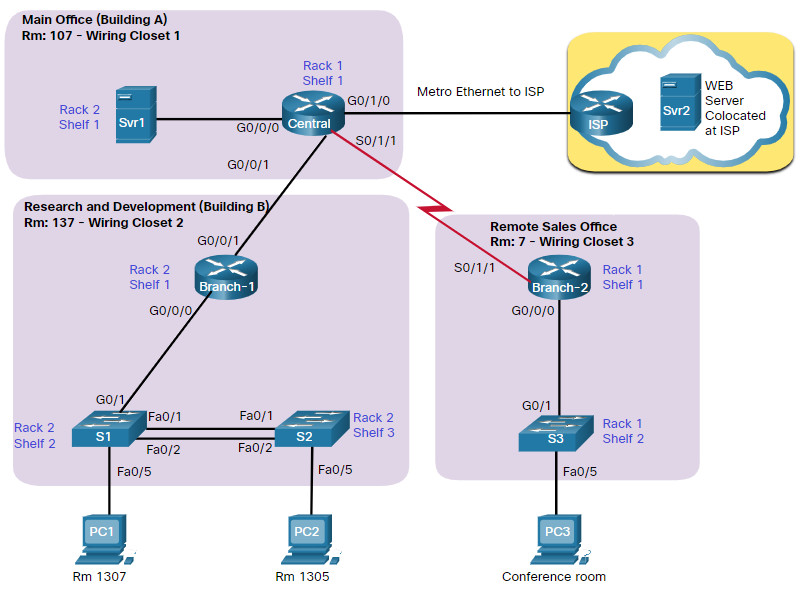 Main Office (Building A)
Rm: 107 - Wiring Closet 1
Rack 1
Shelf 1
Rack 2
Shelf 1
Svr1
G0/0/0
Central
G0/1/0
S0/1/1
G0/0/1
Metro Ethernet to ISP
ISP
Svr2
WEB
Server
Colocated
at ISP
Research and Development (Building B)
Rm: 137 - Wiring Closet 2
G0/0/1
Rack 2
Shelf 1
Branch-1
G0/0/0
G0/1
Rack 2
Shelf 2
S1
Fa0/1
Fa0/1
Fa0/2
Fa0/2
S2
Rack 2
Shelf 3
Fa0/5
Fa0/5
PC1
Rm 1307
PC2
Rm 1305
Remote Sales Office
Rm: 7 - Wiring Closet 3
S0/1/1
Branch-2
Rack 1
Shelf 1
G0/0/0
G0/1
S3
Rack 1
Shelf 2
Fa0/5
PC3
Conference room